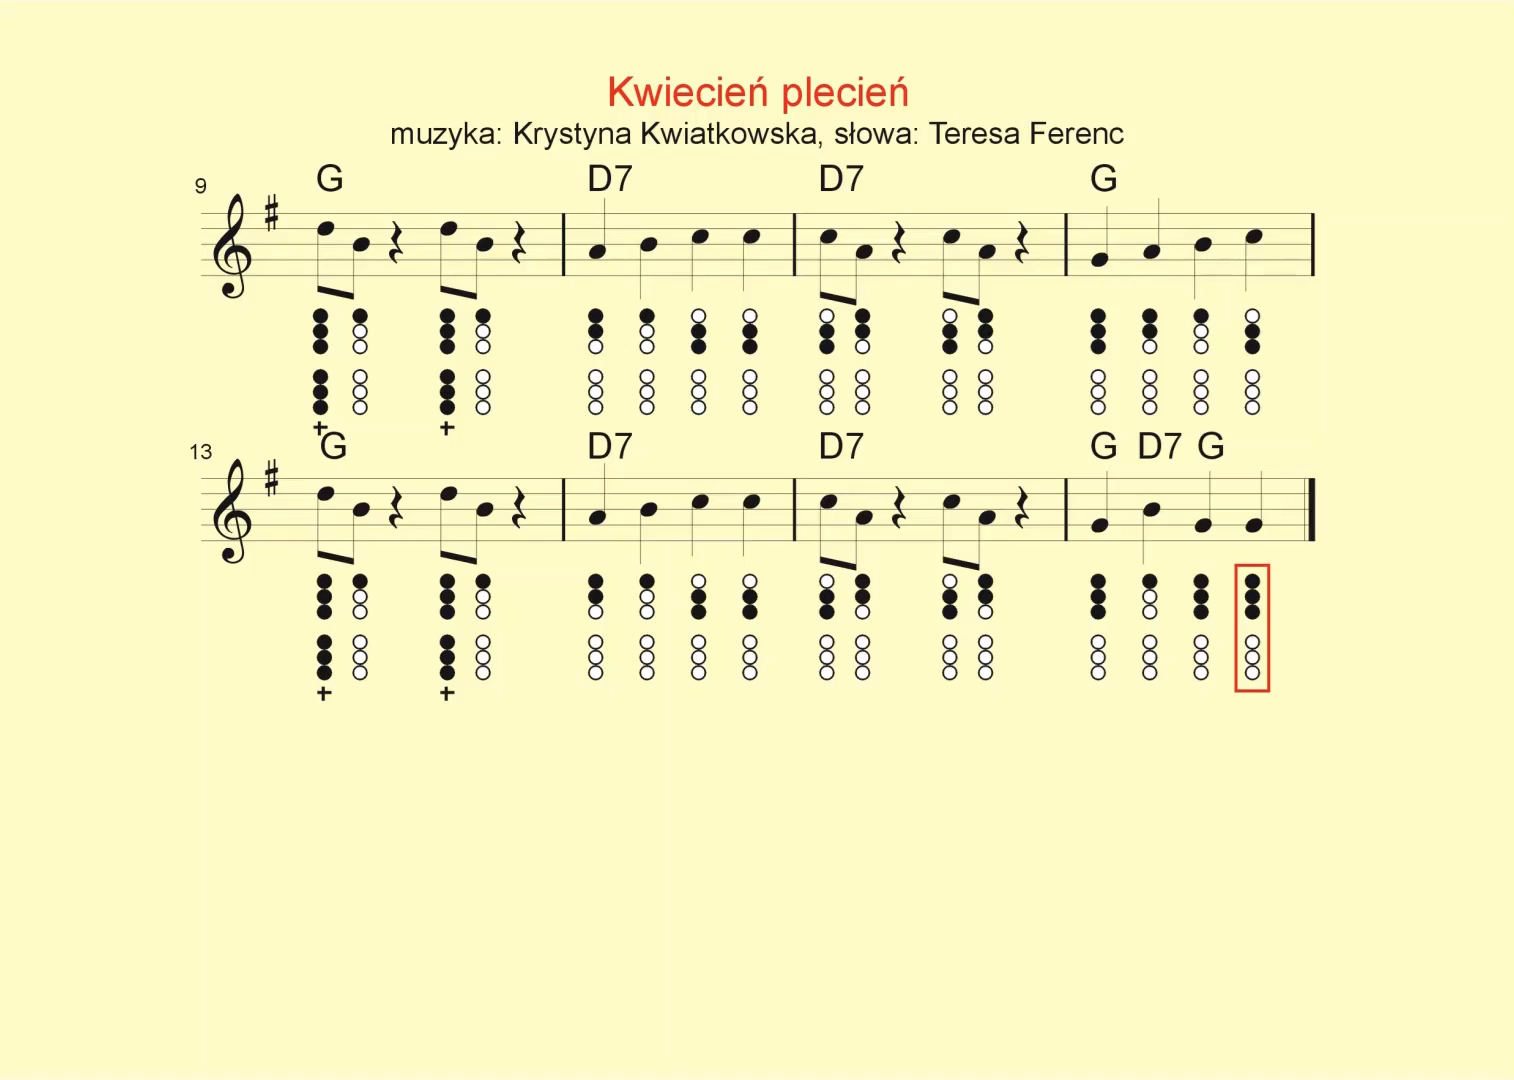 Kwiecień plecień
muzyka: Krystyna Kwiatkowska, słowa: Teresa Ferenc
9 G D7 D7 G
13 G D7 D7 G D7 G